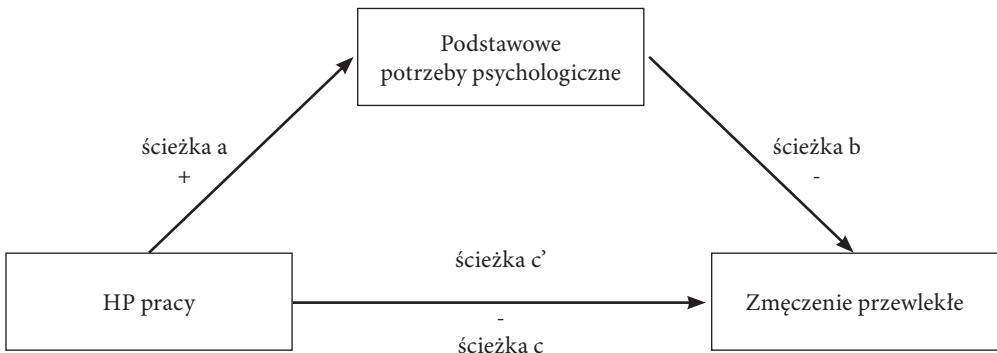 Podstawowe
potrzeby psychologiczne
ścieżka a
+
ścieżka b
-
HP pracy
ścieżka c’
-
ścieżka c
Zmęczenie przewlekłe